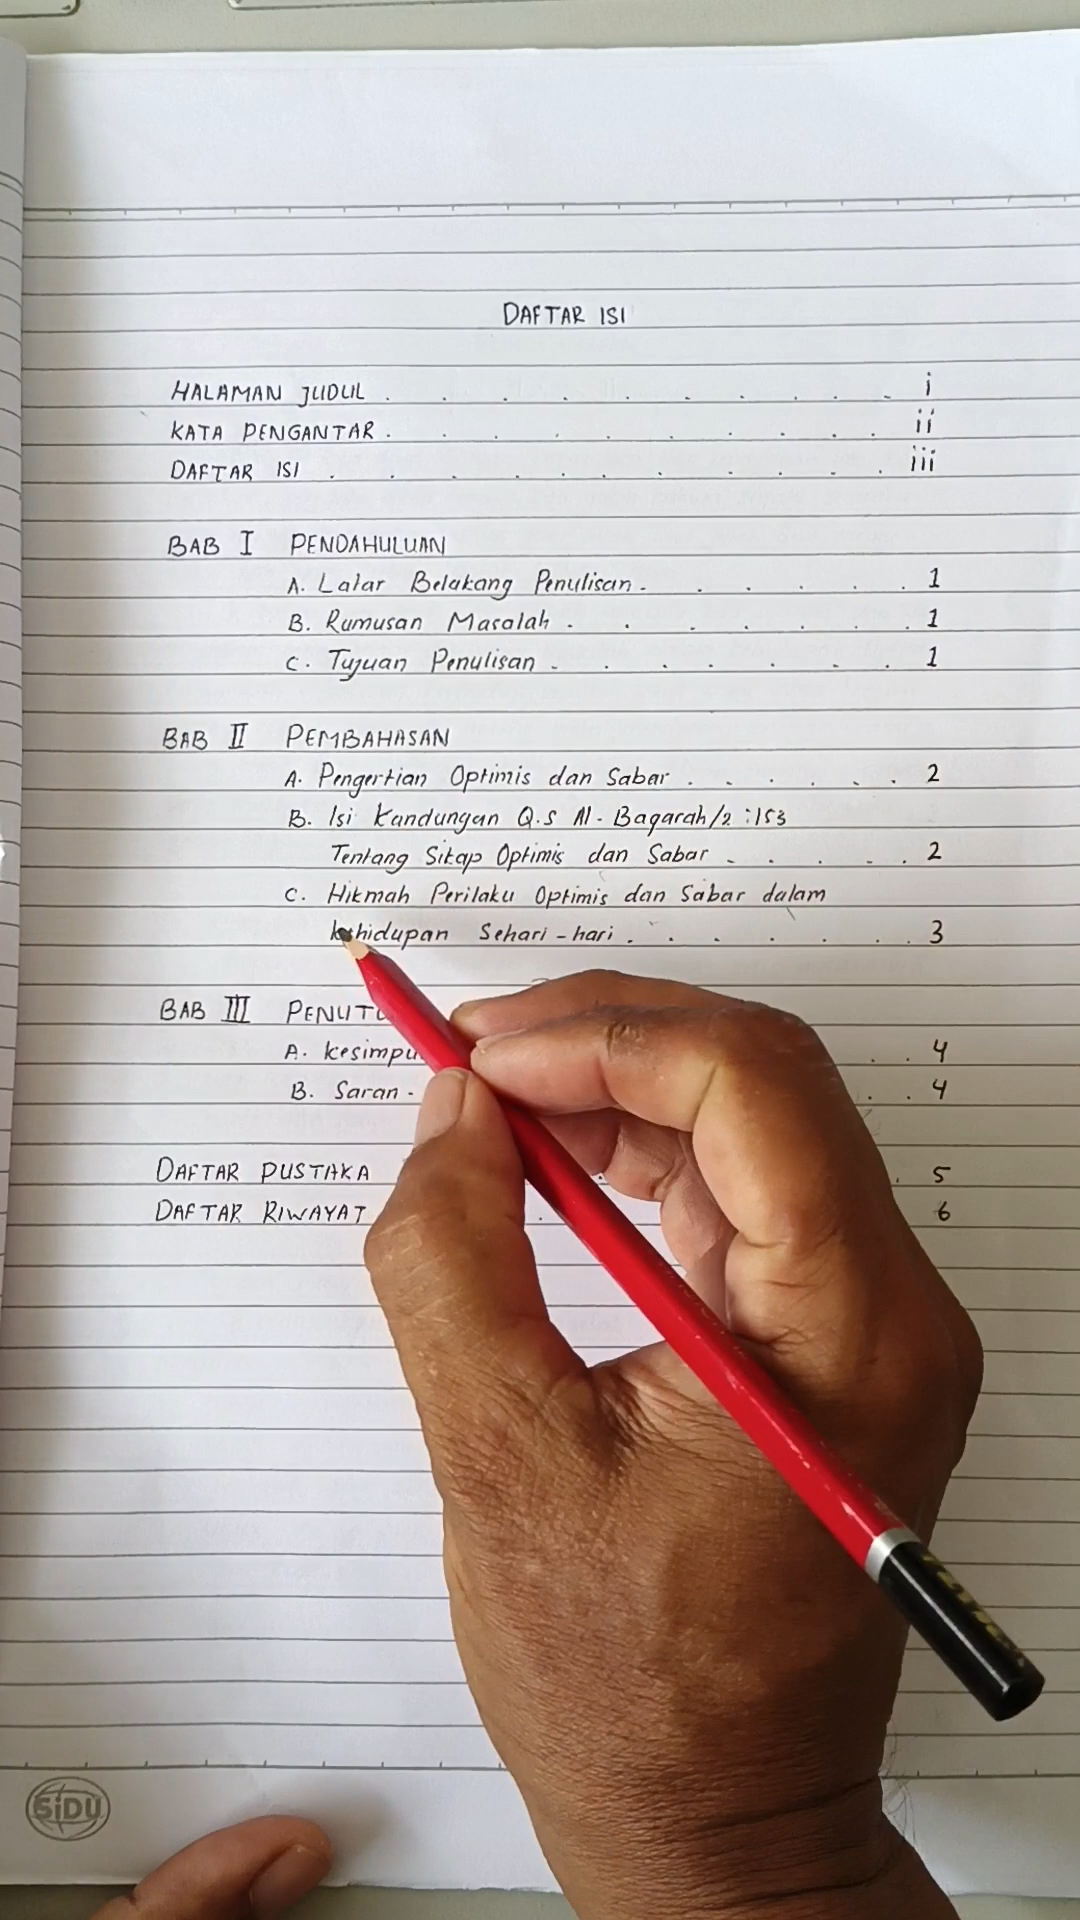 DAFTAR ISI
HALAMAN JUDUL . . . . . . . . . i
KATA PENGANTAR . . . . . . . . . ii
DAFTAR ISI . . . . . . . . . . iii
BAB I PENDAHULUAN
A. Latar Belakang Penulisan . . . . . . 1
B. Rumusan Masalah . . . . . . . 1
C. Tujuan Penulisan . . . . . . . 1
BAB II PEMBAHASAN
A. Pengertian Optimis dan Sabar . . . . . . 2
B. Isi Kandungan Q.S Al-Baqarah/2 : 153
Tentang Sikap Optimis dan Sabar . . . . . 2
C. Hikmah Perilaku Optimis dan Sabar dalam
kehidupan Sehari-hari . . . . . . . 3
BAB III
A. . . 4
B. Saran . . . 4
DAFTAR PUSTAKA . . 5
DAFTAR RIWAYAT . 6
SiDU